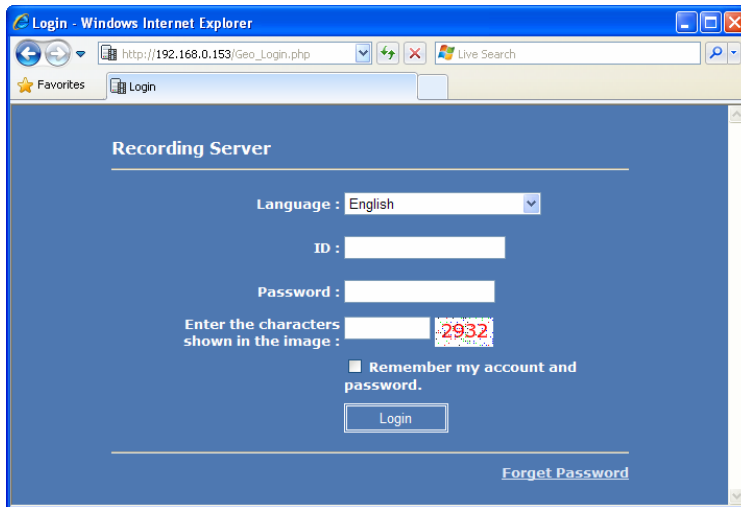 Login - Windows Internet Explorer
http://192.168.0.153/Geo_Login.php
Live Search
Favorites
Login
Recording Server
Language : English
ID :
Password :
Enter the characters
shown in the image :
2932
Remember my account and
password.
Login
Forget Password